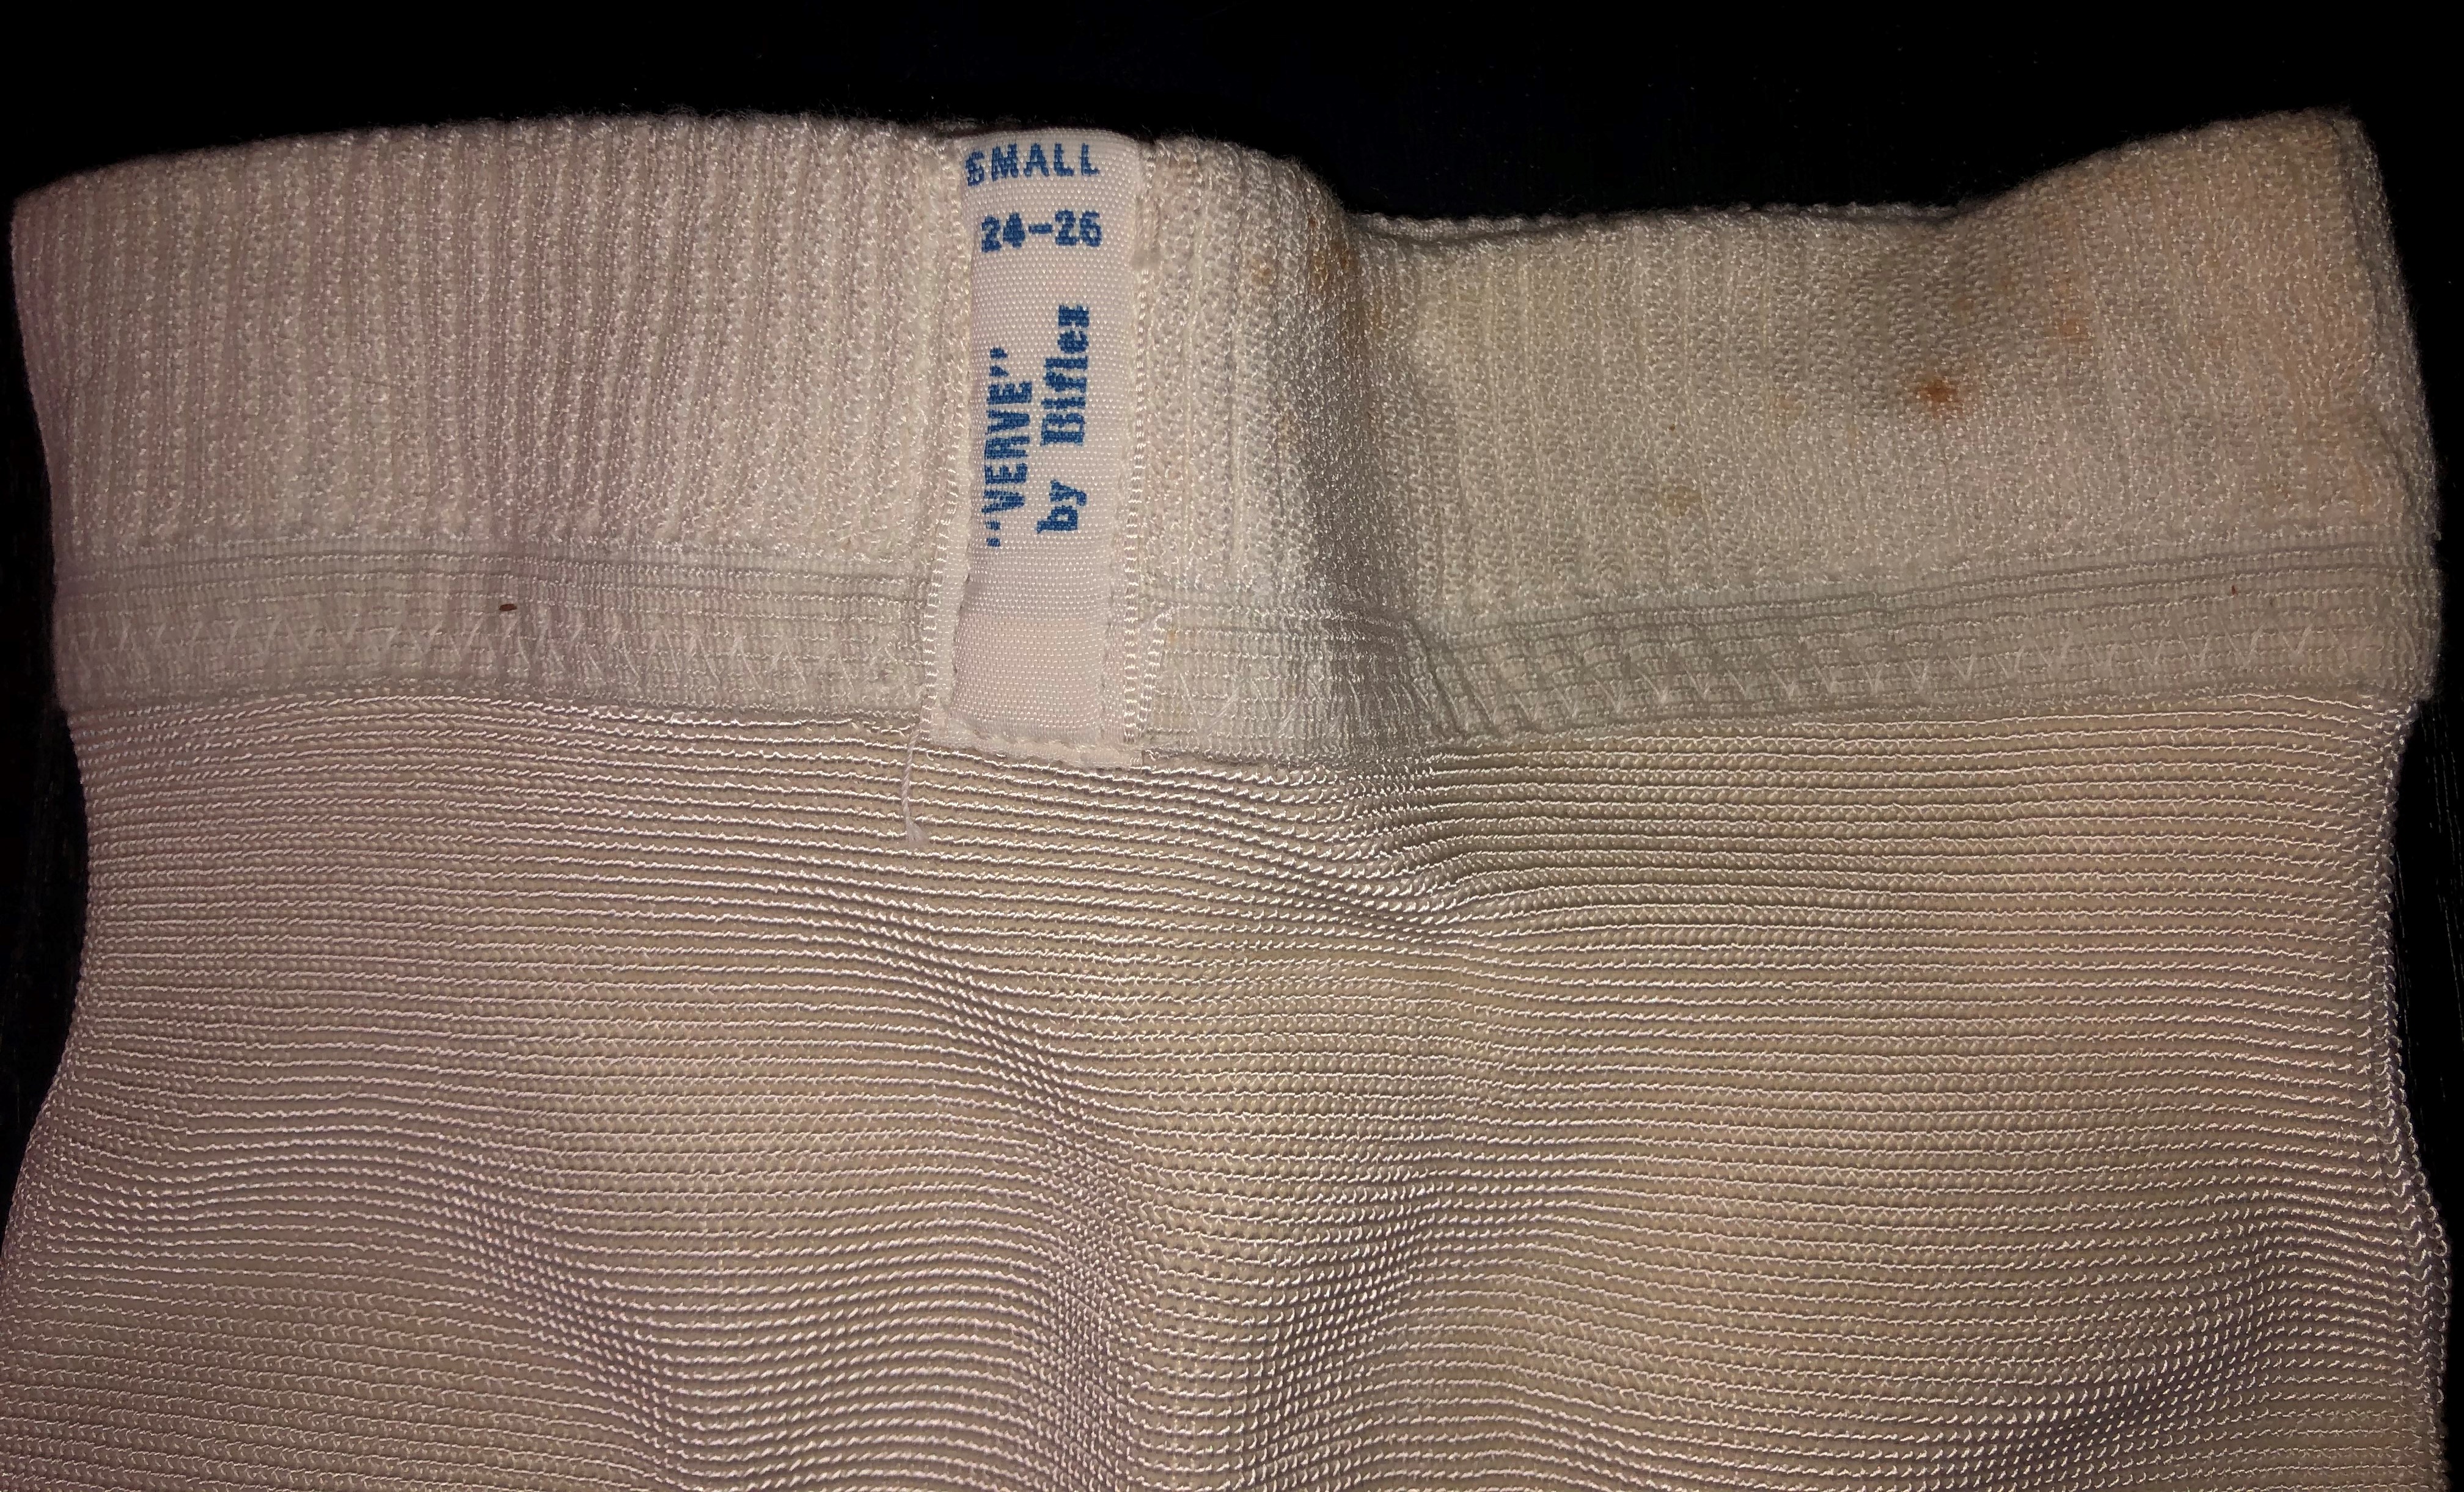 SMALL
24-26
"VERVE"
by Biflex